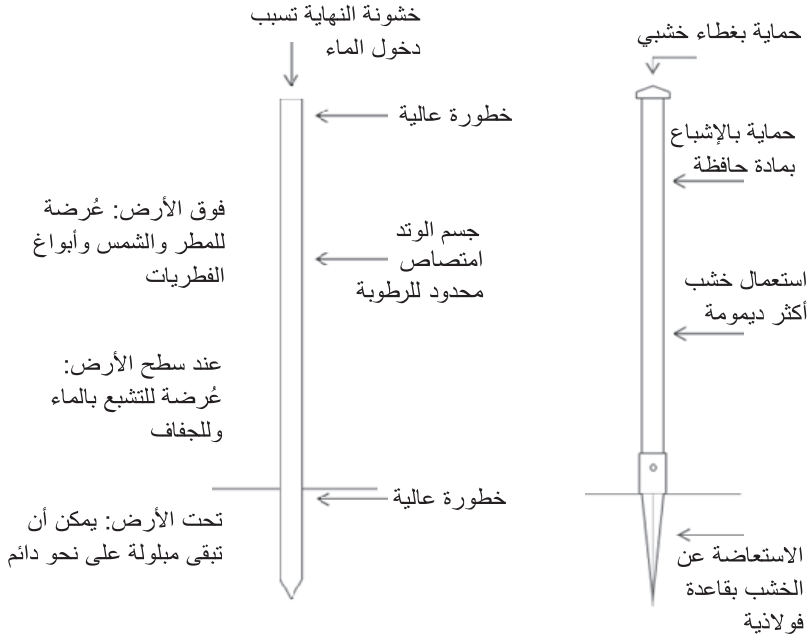 خشونة النهاية تسبب
دخول الماء
خطورة عالية
فوق الأرض: عُرضة
للمطر والشمس وأبواغ
الفطريات
جسم الوتد
امتصاص
محدود للرطوبة
عند سطح الأرض:
عُرضة للتشبع بالماء
وللجفاف
خطورة عالية
تحت الأرض: يمكن أن
تبقى مبلولة على نحو دائم
حماية بغطاء خشبي
حماية بالإشباع
بمادة حافظة
استعمال خشب
أكثر ديمومة
الاستعاضة عن
الخشب بقاعدة
فولاذية